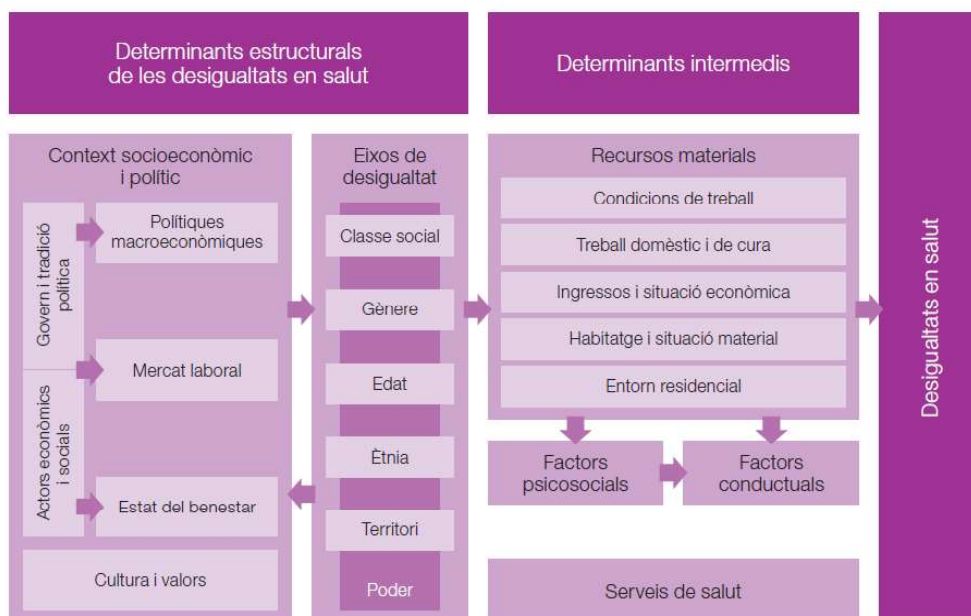 Determinants estructurals
de les desigualtats en salut
Determinants intermedis
Desigualtats en salut
Context socioeconòmic
i polític
Govern i tradició
política
Actors econòmics
i socials
Polítiques
macroeconòmiques
Mercat laboral
Estat del benestar
Cultura i valors
Eixos de
desigualtat
Classe social
Gènere
Edat
Ètnia
Territori
Poder
Recursos materials
Condicions de treball
Treball domèstic i de cura
Ingressos i situació econòmica
Habitatge i situació material
Entorn residencial
Factors
psicosocials
Factors
conductuals
Serveis de salut